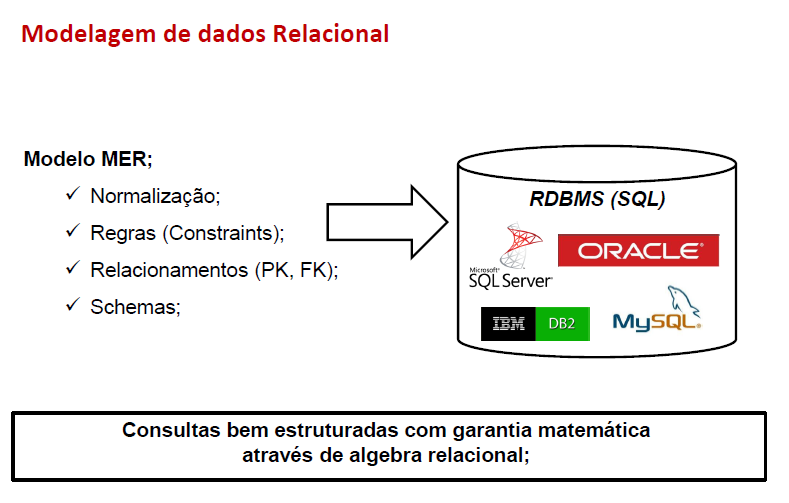 Modelagem de dados Relacional
Modelo MER;
✓ Normalização;
✓ Regras (Constraints);
✓ Relacionamentos (PK, FK);
✓ Schemas;
RDBMS (SQL)
Microsoft®
SQL Server®
ORACLE®
IBM DB2
MySQL®
Consultas bem estruturadas com garantia matemática
através de algebra relacional;